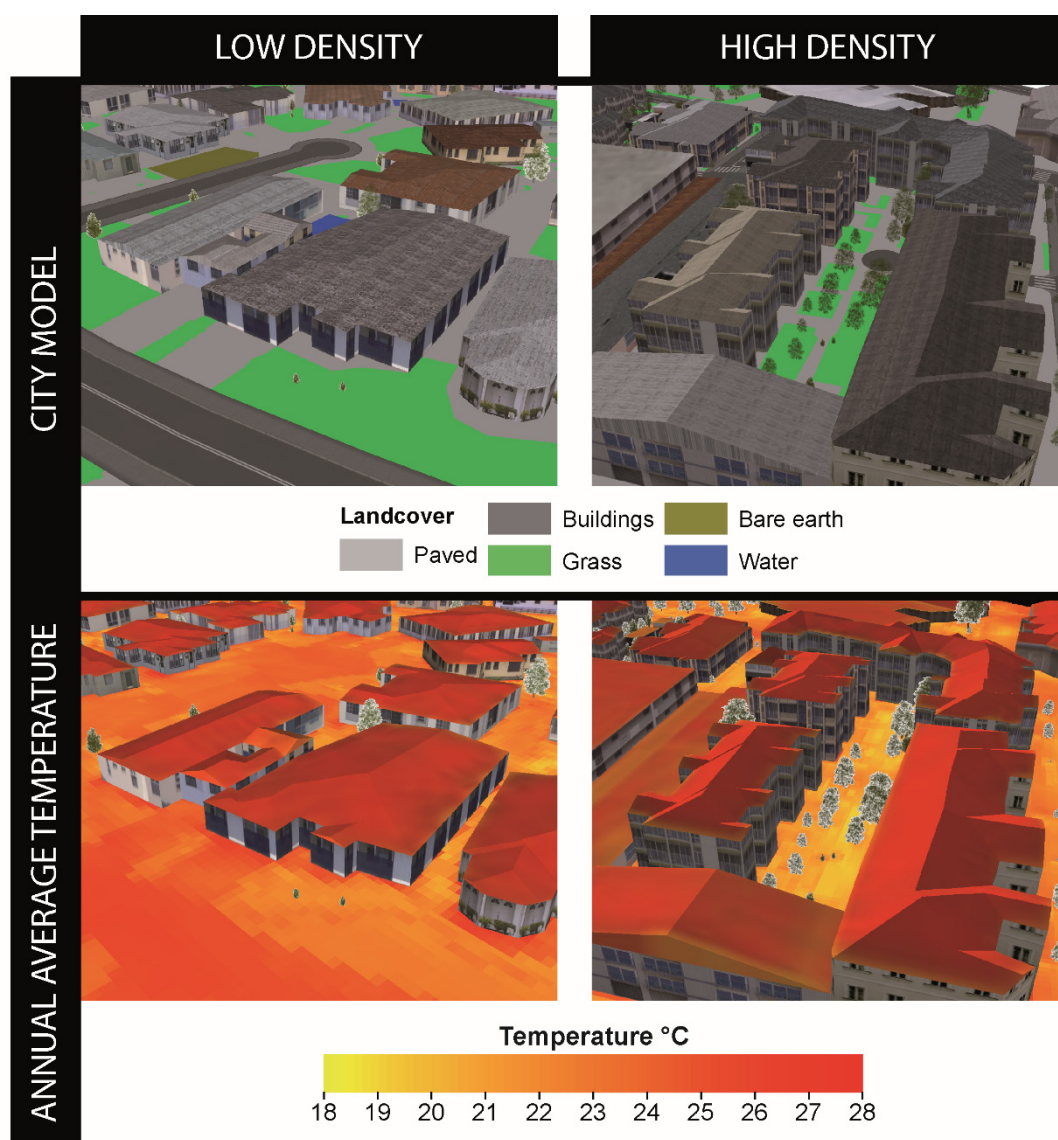 LOW DENSITY
HIGH DENSITY
CITY MODEL
Landcover
Buildings
Bare earth
Paved
Grass
Water
ANNUAL AVERAGE TEMPERATURE
Temperature °C
18 19 20 21 22 23 24 25 26 27 28